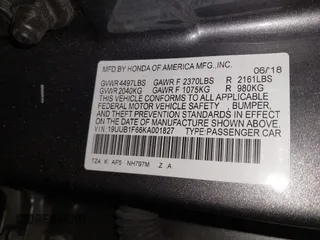 MFD.BY HONDA OF AMERICA MFG.,INC. 06/18
GVWR 4497LBS GAWR F 2370LBS R 2161LBS
GVWR 2040KG GAWR F 1075KG R 980KG
THIS VEHICLE CONFORMS TO ALL APPLICABLE
FEDERAL MOTOR VEHICLE SAFETY, BUMPER,
AND THEFT PREVENTION STANDARDS IN EFFECT
ON THE DATE OF MANUFACTURE SHOWN ABOVE.
VIN: 19UUB1F66KA001827 TYPE:PASSENGER CAR
TZA K AF5 NH797M Z A